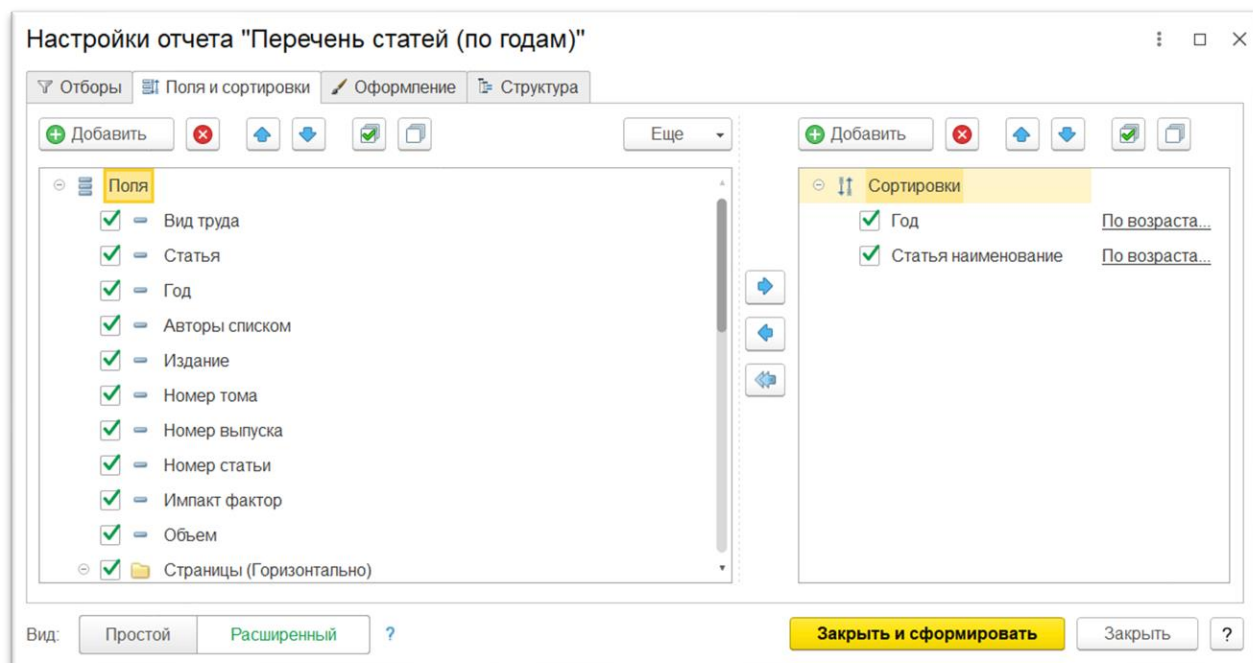 Настройки отчета "Перечень статей (по годам)"
Отборы Поля и сортировки Оформление Структура
Добавить Еще
Поля
Вид труда
Статья
Год
Авторы списком
Издание
Номер тома
Номер выпуска
Номер статьи
Импакт фактор
Объем
Страницы (Горизонтально)
Добавить
Сортировки
Год По возраста...
Статья наименование По возраста...
Вид: Простой Расширенный ? Закрыть и сформировать Закрыть ?